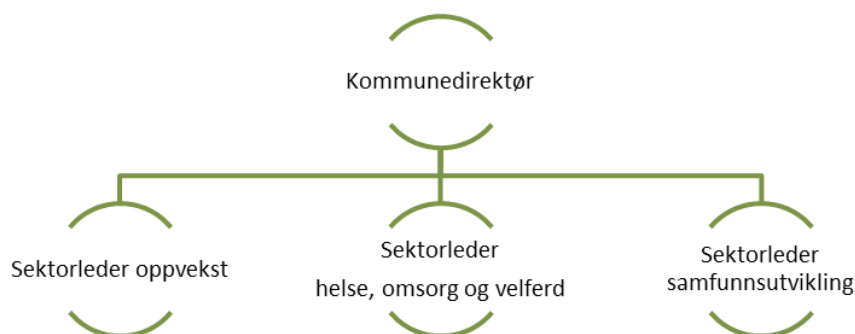 Kommunedirektør
Sektorleder oppvekst
Sektorleder
helse, omsorg og velferd
Sektorleder
samfunnsutvikling